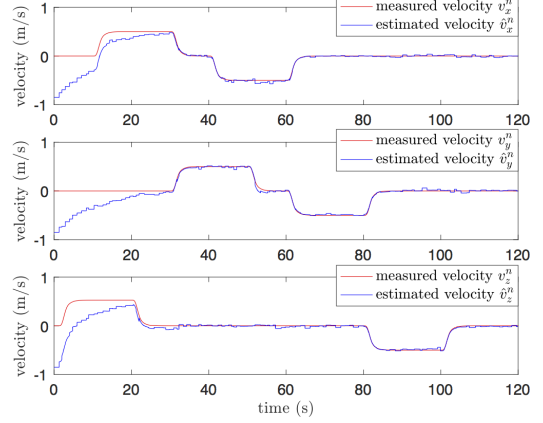 measured velocity v_x^n
estimated velocity v̂_x^n
velocity (m/s)
1
0
-1
0 20 40 60 80 100 120
measured velocity v_y^n
estimated velocity v̂_y^n
velocity (m/s)
1
0
-1
0 20 40 60 80 100 120
measured velocity v_z^n
estimated velocity v̂_z^n
velocity (m/s)
1
0
-1
0 20 40 60 80 100 120
time (s)